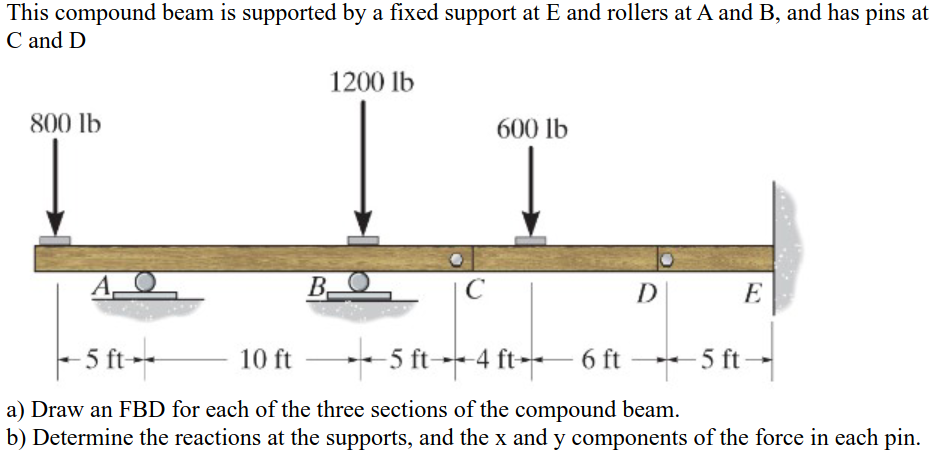 This compound beam is supported by a fixed support at E and rollers at A and B, and has pins at
C and D
1200 lb
800 lb
600 lb
A
B
C
D
E
5 ft
10 ft
5 ft
4 ft
6 ft
5 ft
a) Draw an FBD for each of the three sections of the compound beam.
b) Determine the reactions at the supports, and the x and y components of the force in each pin.